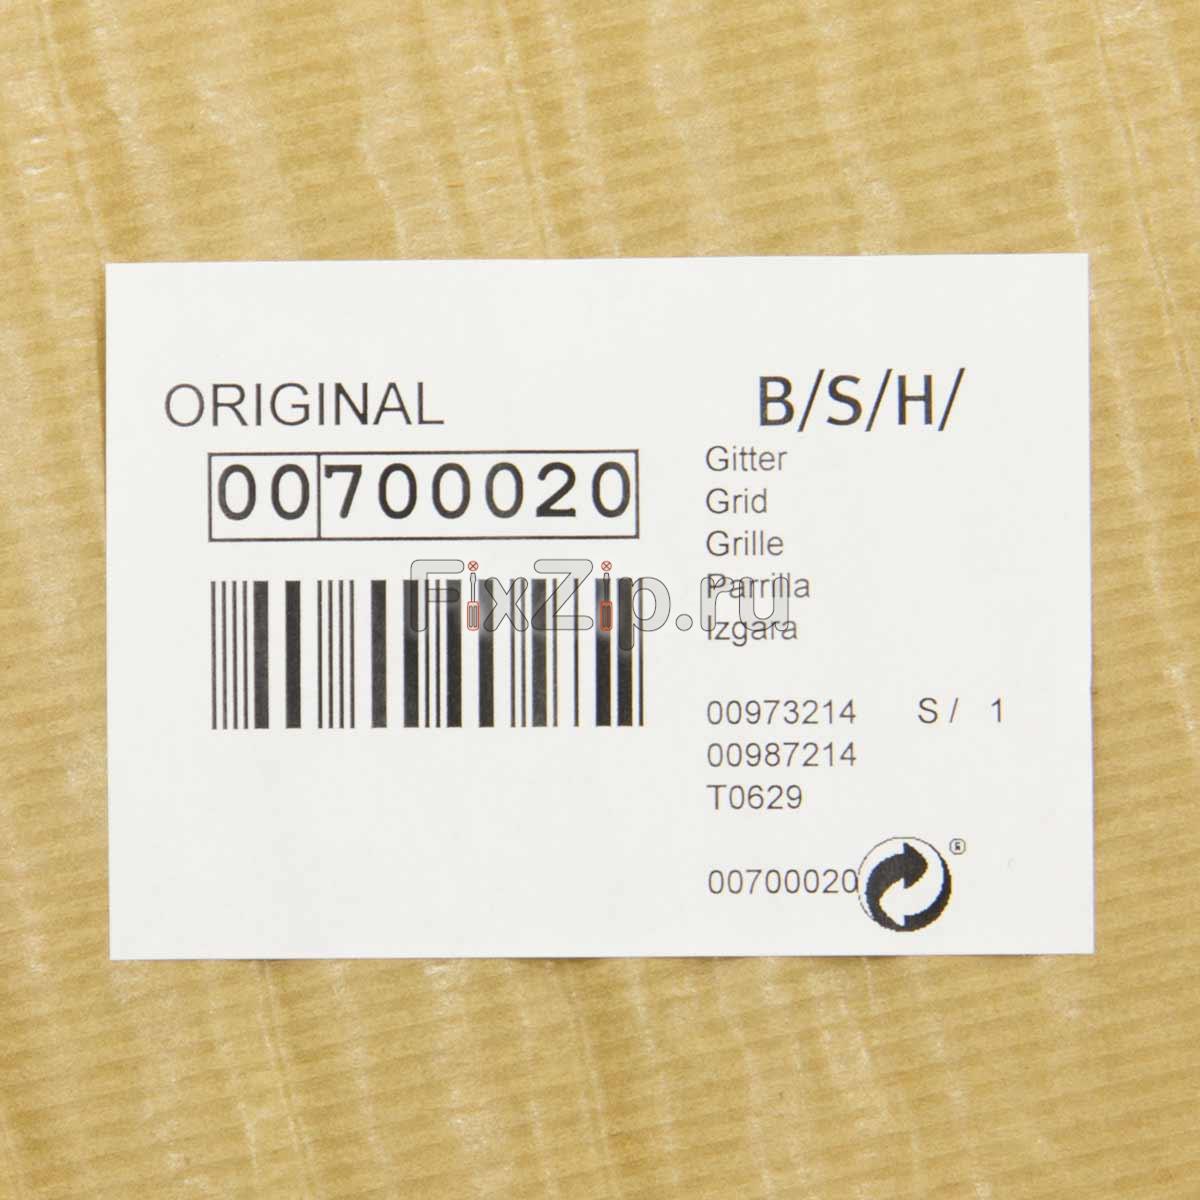 ORIGINAL
00700020
B/S/H/
Gitter
Grid
Grille
Parrilla
Izgara
FixZip.ru
00973214 S/ 1
00987214
T0629
00700020